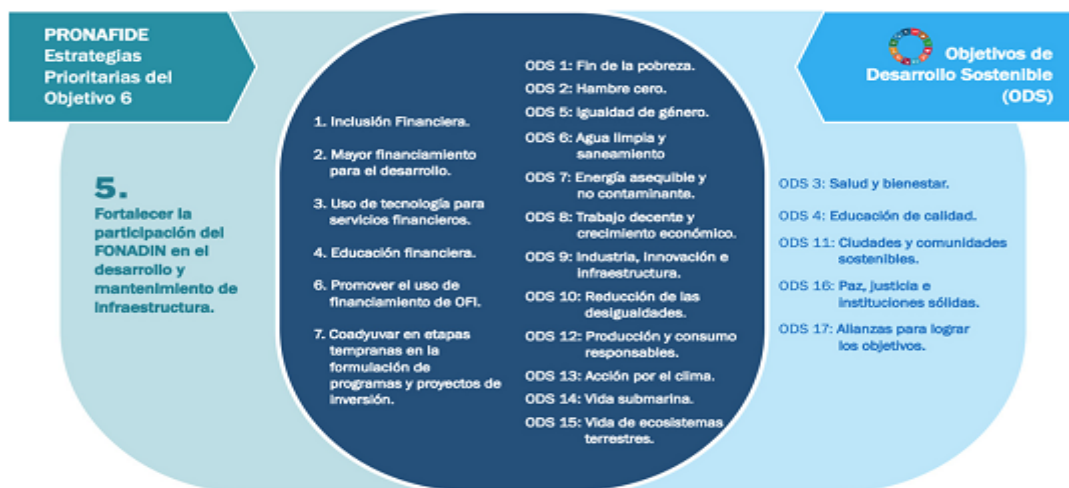 PRONAFIDE
Estrategias
Prioritarias del
Objetivo 6
5.
Fortalecer la
participación del
FONADIN en el
desarrollo y
mantenimiento de
infraestructura.
1. Inclusión Financiera.
2. Mayor financiamiento
para el desarrollo.
3. Uso de tecnología para
servicios financieros.
4. Educación financiera.
6. Promover el uso de
financiamiento de OFI.
7. Coadyuvar en etapas
tempranas en la
formulación de
programas y proyectos de
inversión.
ODS 1: Fin de la pobreza.
ODS 2: Hambre cero.
ODS 5: Igualdad de género.
ODS 6: Agua limpia y
saneamiento
ODS 7: Energía asequible y
no contaminante.
ODS 8: Trabajo decente y
crecimiento económico.
ODS 9: Industria, innovación e
infraestructura.
ODS 10: Reducción de las
desigualdades.
ODS 12: Producción y consumo
responsables.
ODS 13: Acción por el clima.
ODS 14: Vida submarina.
ODS 15: Vida de ecosistemas
terrestres.
Objetivos de
Desarrollo Sostenible
(ODS)
ODS 3: Salud y bienestar.
ODS 4: Educación de calidad.
ODS 11: Ciudades y comunidades
sostenibles.
ODS 16: Paz, justicia e
instituciones sólidas.
ODS 17: Alianzas para lograr
los objetivos.